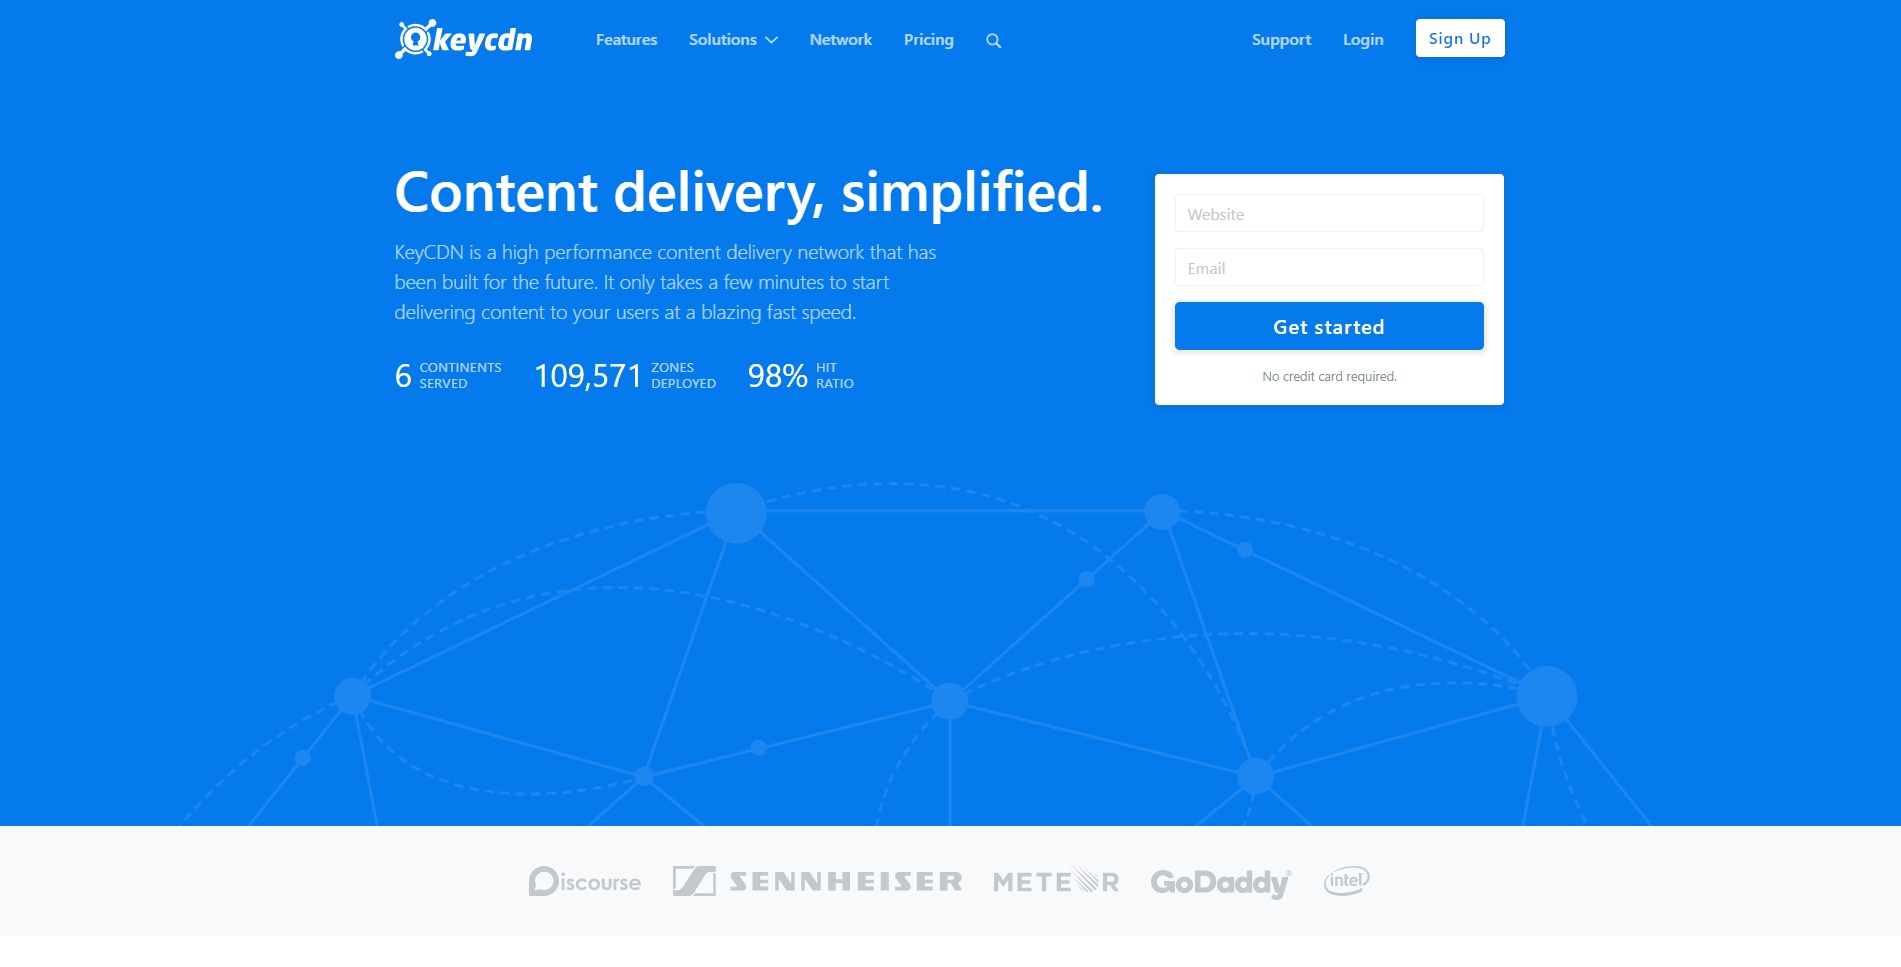 keycdn
Features
Solutions
Network
Pricing
Support
Login
Sign Up
Content delivery, simplified.
KeyCDN is a high performance content delivery network that has
been built for the future. It only takes a few minutes to start
delivering content to your users at a blazing fast speed.
6 CONTINENTS
SERVED
109,571 ZONES
DEPLOYED
98% HIT
RATIO
Website
Email
Get started
No credit card required.
Discourse
SENNHEISER
METEOR
GoDaddy®
intel